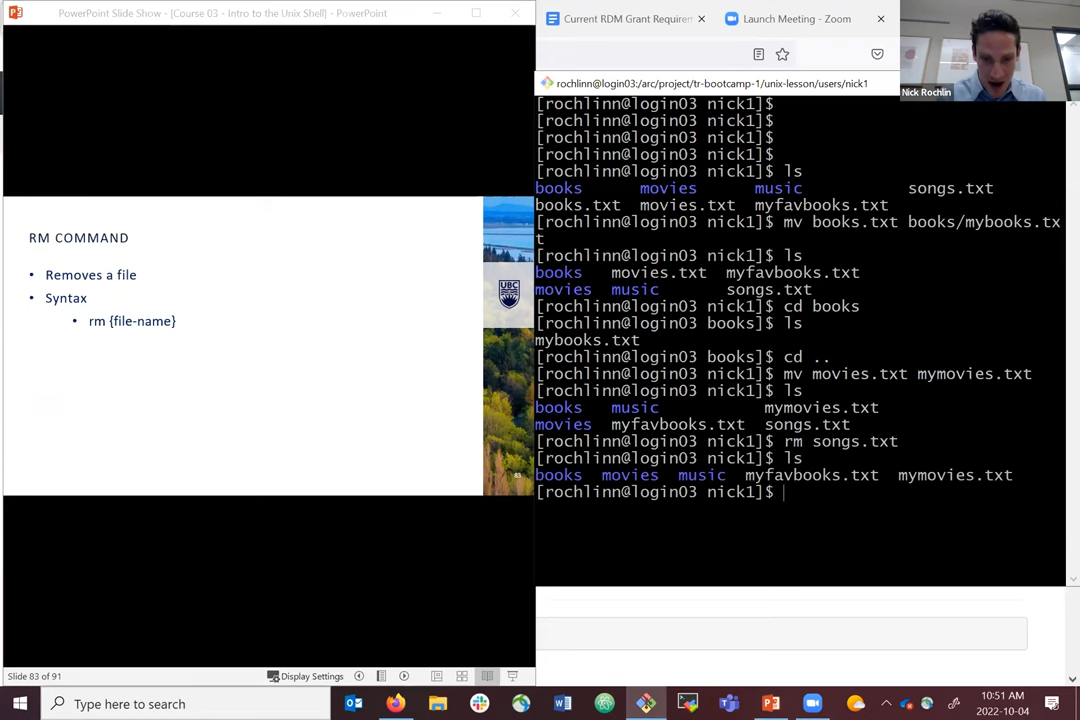 PowerPoint Slide Show - [Course 03 - Intro to the Unix Shell] - PowerPoint
Current RDM Grant Requirem
Launch Meeting - Zoom
rochlinn@login03:/arc/project/tr-bootcamp-1/unix-lesson/users/nick1
Nick Rochlin
RM COMMAND
• Removes a file
• Syntax
• rm {file-name}
UBC
83
[rochlinn@login03 nick1]$
[rochlinn@login03 nick1]$
[rochlinn@login03 nick1]$
[rochlinn@login03 nick1]$
[rochlinn@login03 nick1]$ ls
books movies music songs.txt
books.txt movies.txt myfavbooks.txt
[rochlinn@login03 nick1]$ mv books.txt books/mybooks.tx
t
[rochlinn@login03 nick1]$ ls
books movies.txt myfavbooks.txt
movies music songs.txt
[rochlinn@login03 nick1]$ cd books
[rochlinn@login03 books]$ ls
mybooks.txt
[rochlinn@login03 books]$ cd ..
[rochlinn@login03 nick1]$ mv movies.txt mymovies.txt
[rochlinn@login03 nick1]$ ls
books music mymovies.txt
movies myfavbooks.txt songs.txt
[rochlinn@login03 nick1]$ rm songs.txt
[rochlinn@login03 nick1]$ ls
books movies music myfavbooks.txt mymovies.txt
[rochlinn@login03 nick1]$
Slide 83 of 91
Display Settings
Type here to search
10:51 AM
2022-10-04